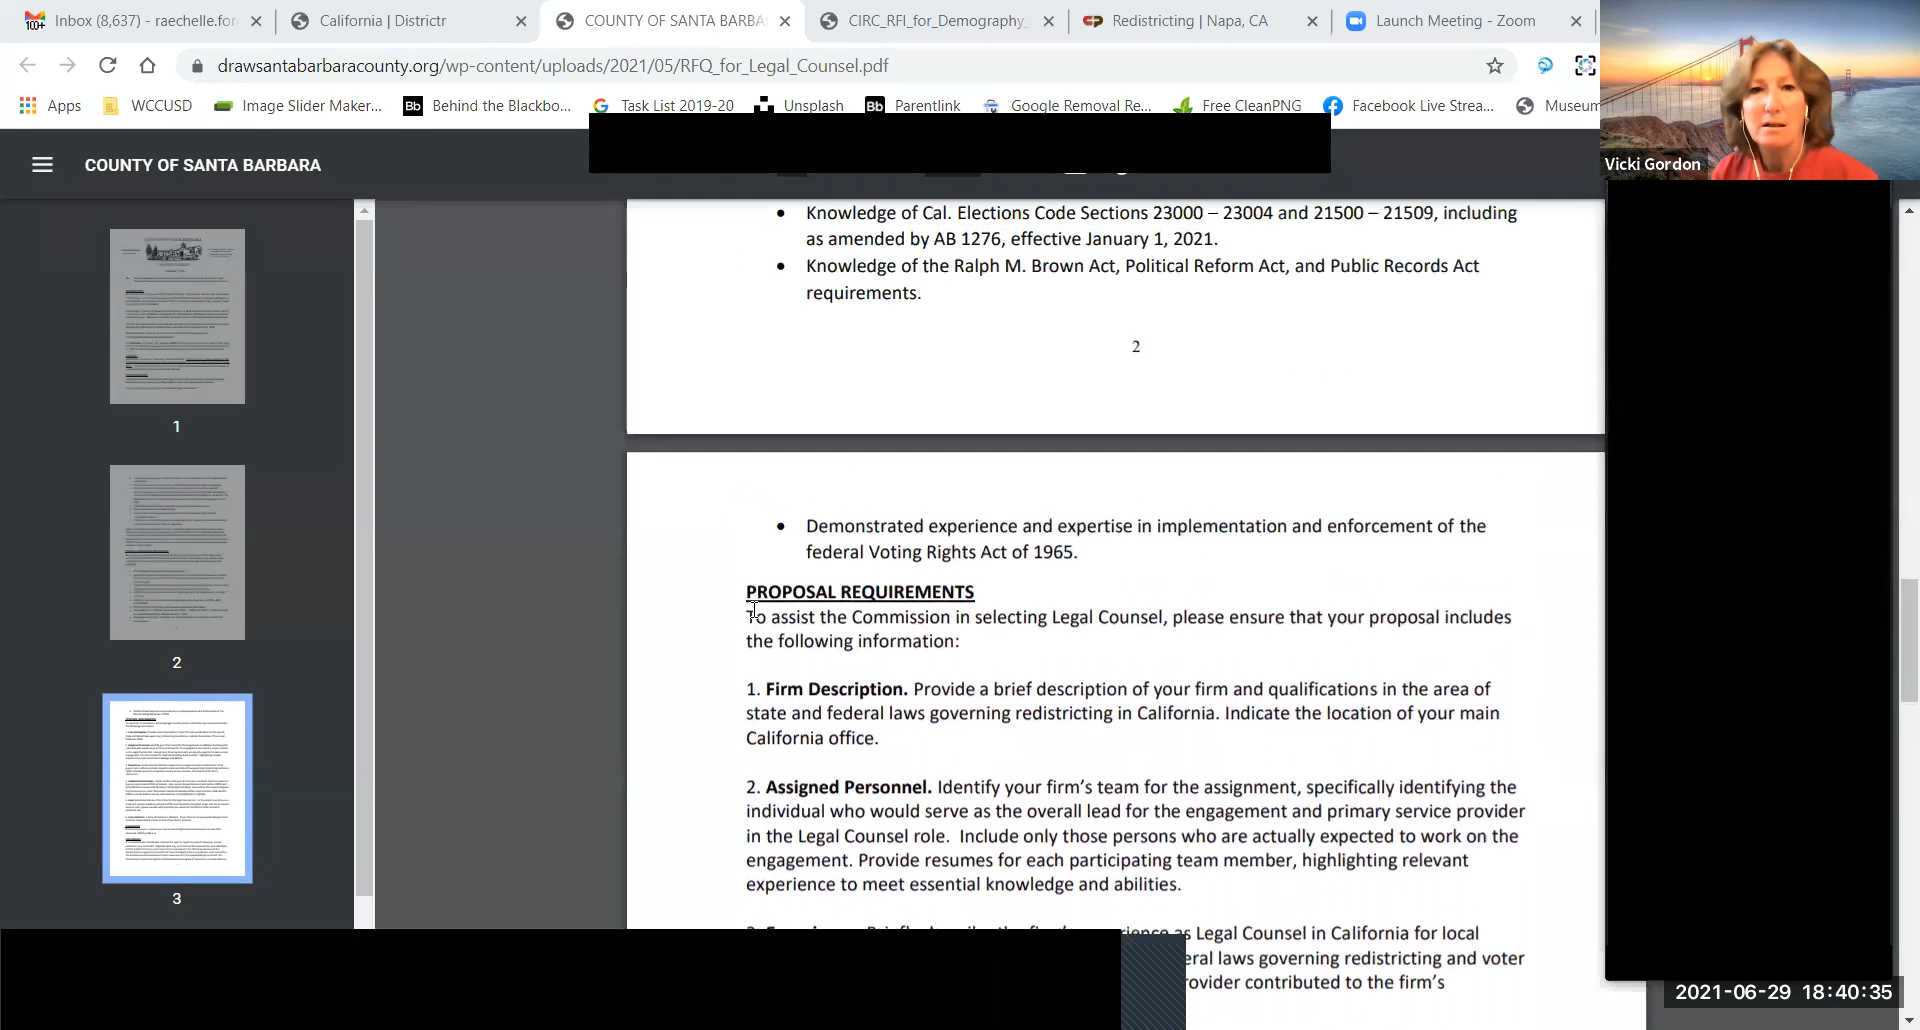 Inbox (8,637) - raechelle.for
California | Districtr
COUNTY OF SANTA BARBA
CIRC_RFI_for_Demography_
Redistricting | Napa, CA
Launch Meeting - Zoom
drawsantabarbaracounty.org/wp-content/uploads/2021/05/RFQ_for_Legal_Counsel.pdf
Apps
WCCUSD
Image Slider Maker...
Behind the Blackbo...
Task List 2019-20
Unsplash
Parentlink
Google Removal Re...
Free CleanPNG
Facebook Live Strea...
Museum
Vicki Gordon
COUNTY OF SANTA BARBARA
1
2
3
• Knowledge of Cal. Elections Code Sections 23000 – 23004 and 21500 – 21509, including
as amended by AB 1276, effective January 1, 2021.
• Knowledge of the Ralph M. Brown Act, Political Reform Act, and Public Records Act
requirements.
2
• Demonstrated experience and expertise in implementation and enforcement of the
federal Voting Rights Act of 1965.
PROPOSAL REQUIREMENTS
To assist the Commission in selecting Legal Counsel, please ensure that your proposal includes
the following information:
1. Firm Description. Provide a brief description of your firm and qualifications in the area of
state and federal laws governing redistricting in California. Indicate the location of your main
California office.
2. Assigned Personnel. Identify your firm's team for the assignment, specifically identifying the
individual who would serve as the overall lead for the engagement and primary service provider
in the Legal Counsel role. Include only those persons who are actually expected to work on the
engagement. Provide resumes for each participating team member, highlighting relevant
experience to meet essential knowledge and abilities.
as Legal Counsel in California for local
eral laws governing redistricting and voter
rovider contributed to the firm's
2021-06-29 18:40:35